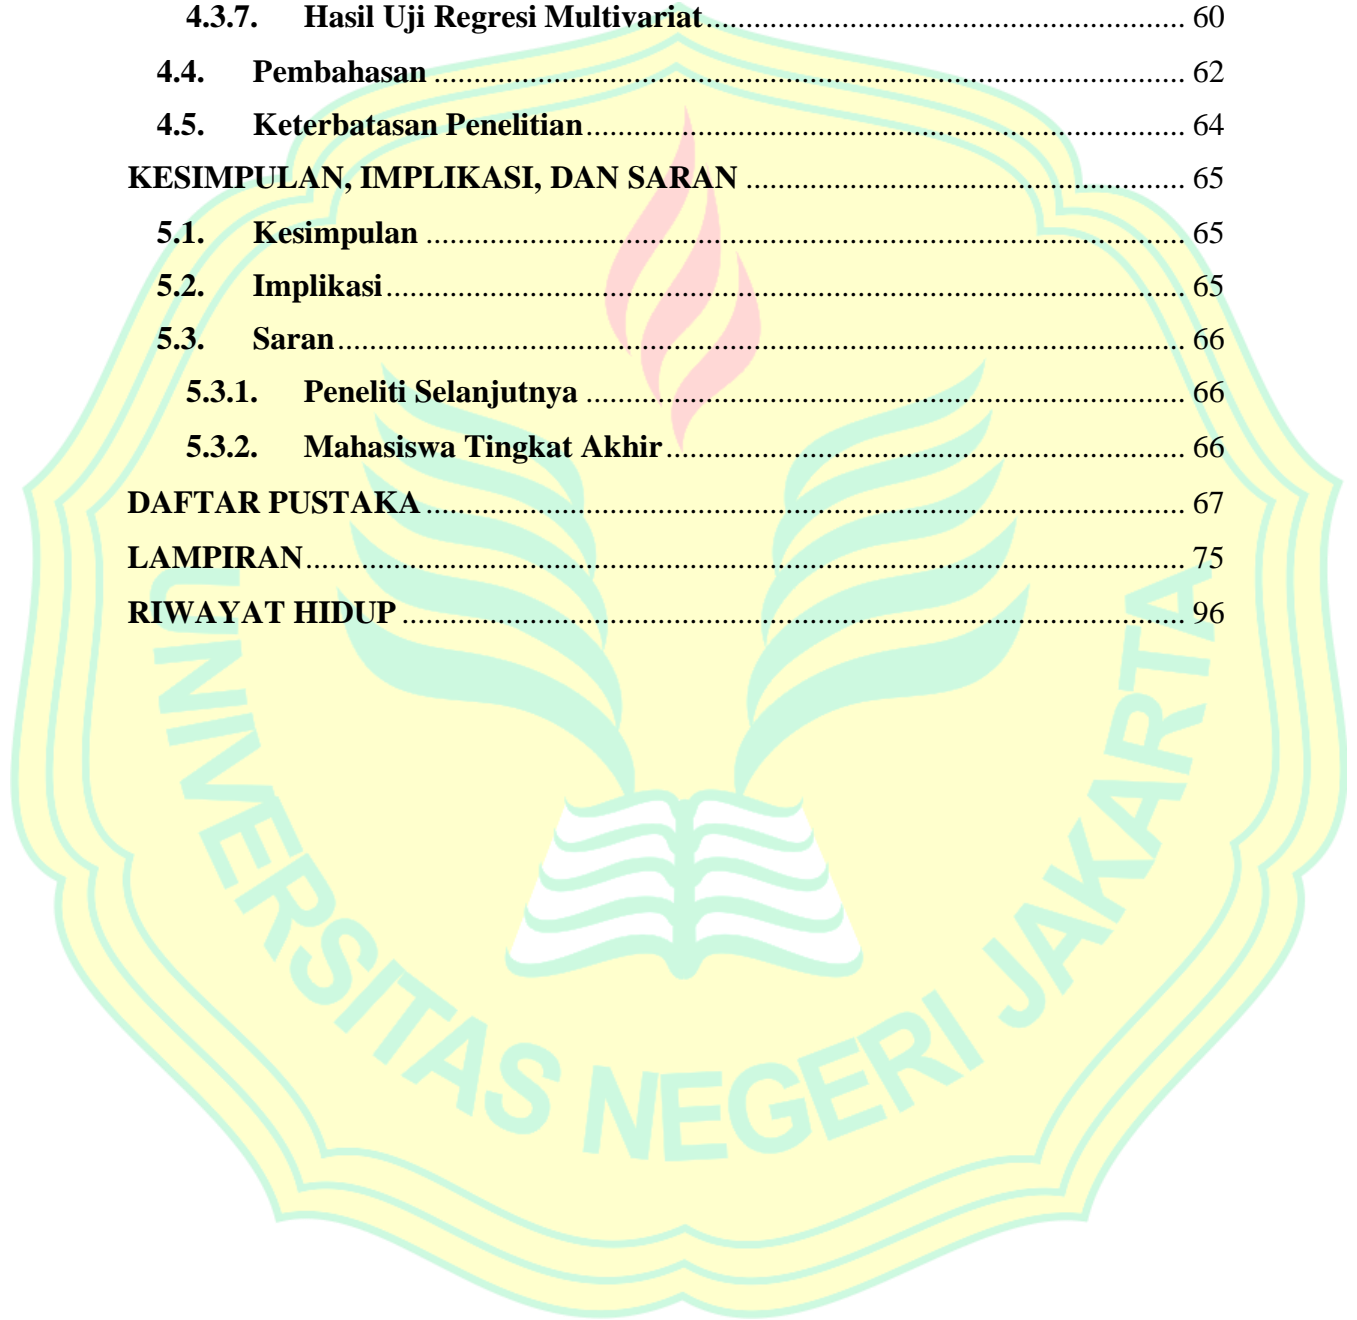 4.3.7. Hasil Uji Regresi Multivariat ........ 60
4.4. Pembahasan ........ 62
4.5. Keterbatasan Penelitian ........ 64
KESIMPULAN, IMPLIKASI, DAN SARAN ........ 65
5.1. Kesimpulan ........ 65
5.2. Implikasi ........ 65
5.3. Saran ........ 66
5.3.1. Peneliti Selanjutnya ........ 66
5.3.2. Mahasiswa Tingkat Akhir ........ 66
DAFTAR PUSTAKA ........ 67
LAMPIRAN ........ 75
RIWAYAT HIDUP ........ 96
UNIVERSITAS NEGERI JAKARTA